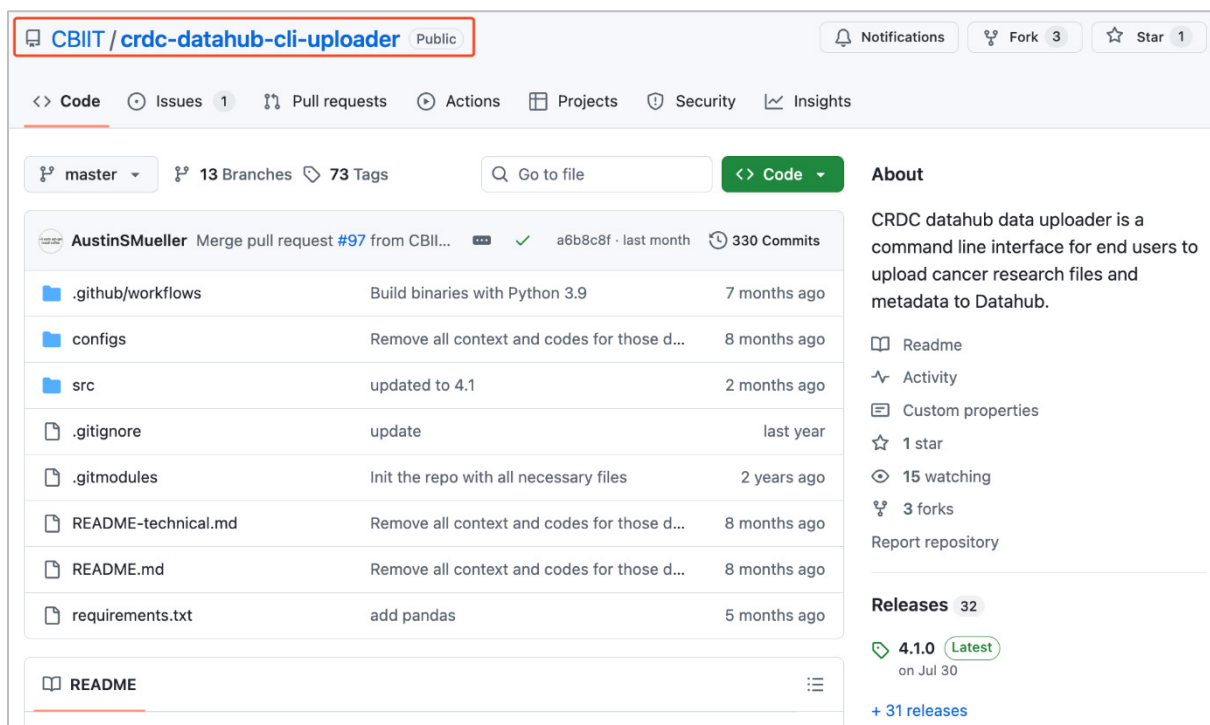 CBIIT / crdc-datahub-cli-uploader Public
Notifications Fork 3 Star 1
Code Issues 1 Pull requests Actions Projects Security Insights
master 13 Branches 73 Tags Go to file Code
AustinSMueller Merge pull request #97 from CBII... a6b8c8f · last month 330 Commits
.github/workflows Build binaries with Python 3.9 7 months ago
configs Remove all context and codes for those d... 8 months ago
src updated to 4.1 2 months ago
.gitignore update last year
.gitmodules Init the repo with all necessary files 2 years ago
README-technical.md Remove all context and codes for those d... 8 months ago
README.md Remove all context and codes for those d... 8 months ago
requirements.txt add pandas 5 months ago
README
About
CRDC datahub data uploader is a
command line interface for end users to
upload cancer research files and
metadata to Datahub.
Readme
Activity
Custom properties
1 star
15 watching
3 forks
Report repository
Releases 32
4.1.0 Latest
on Jul 30
+ 31 releases